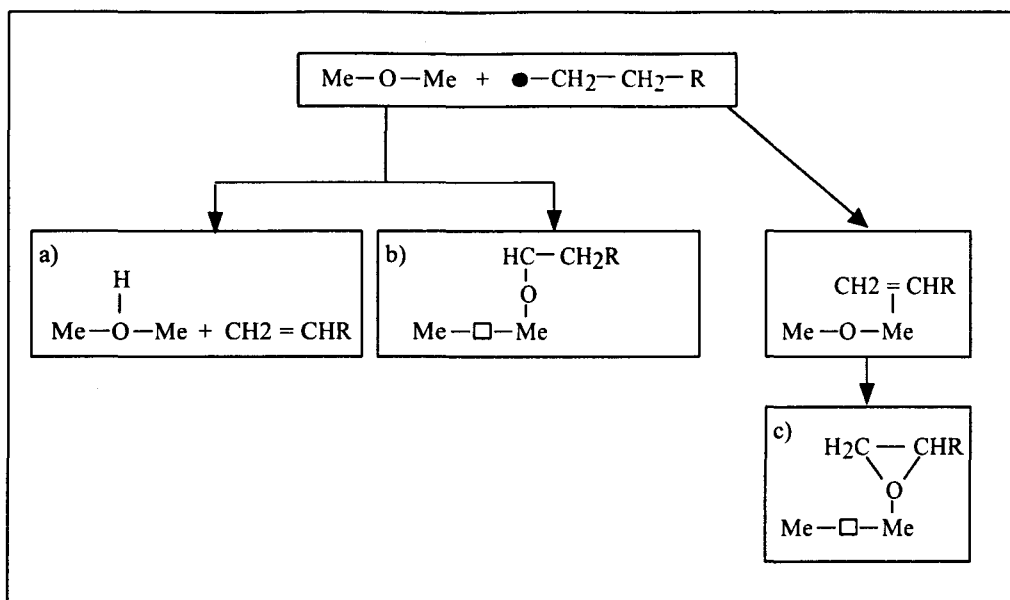 Me—O—Me + ●—CH2—CH2—R
a)
H
Me—O—Me + CH2 = CHR
b)
HC—CH2R
O
Me—□—Me
CH2 = CHR
Me—O—Me
c)
H2C — CHR
O
Me—□—Me